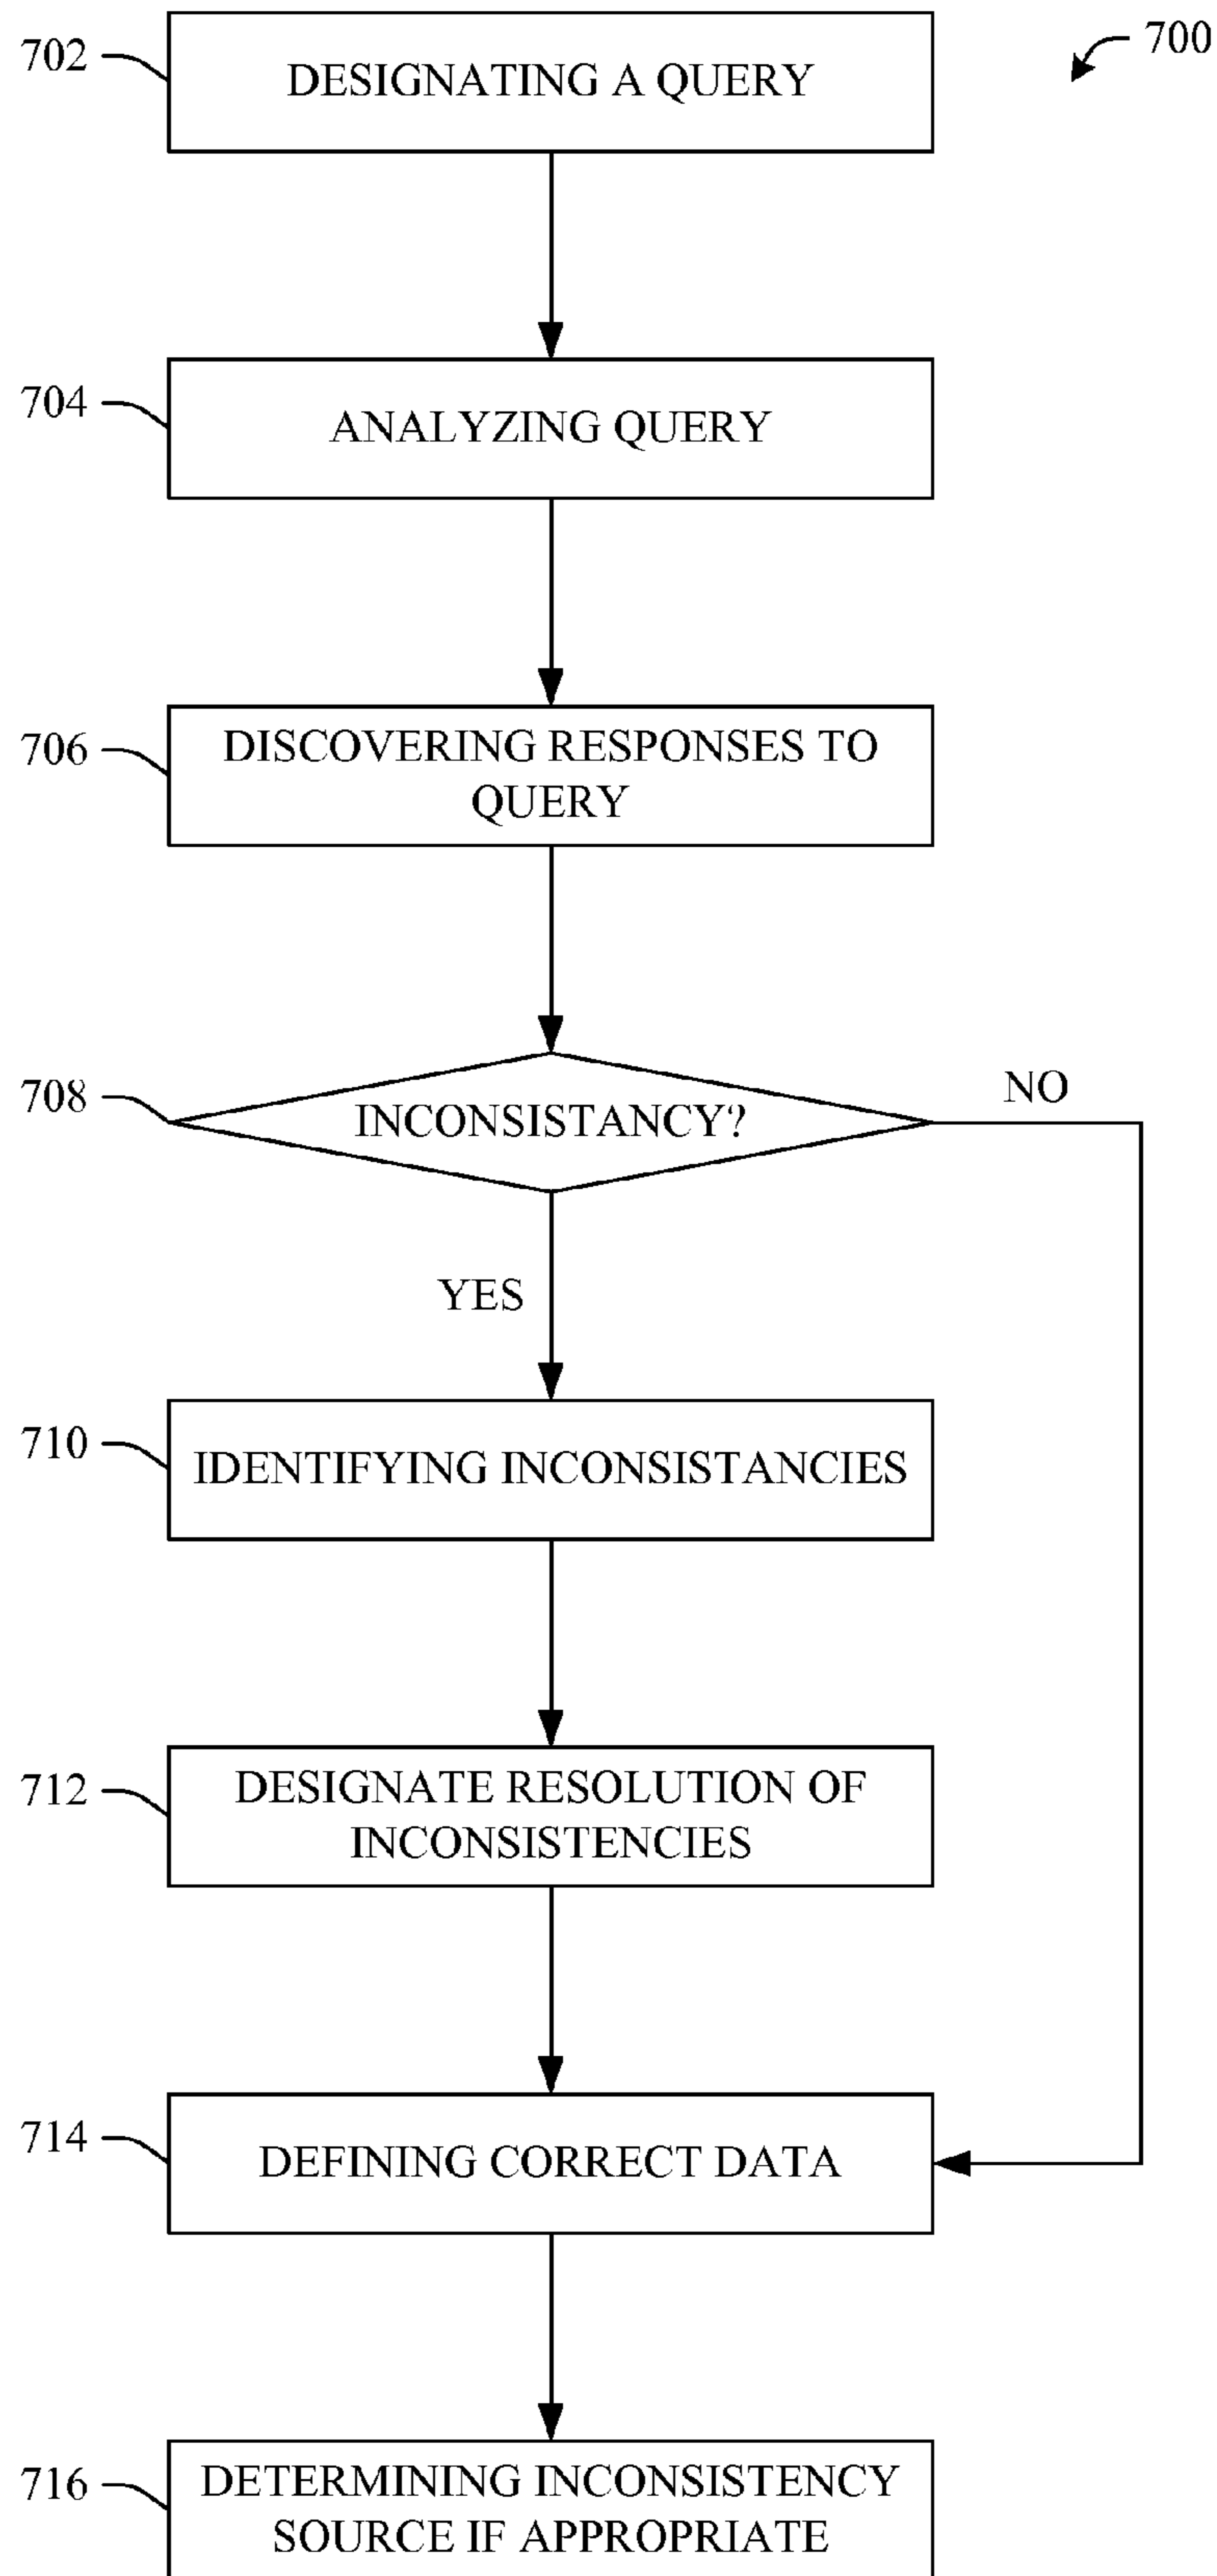 700
702
DESIGNATING A QUERY
704
ANALYZING QUERY
706
DISCOVERING RESPONSES TO
QUERY
708
INCONSISTANCY?
NO
YES
710
IDENTIFYING INCONSISTANCIES
712
DESIGNATE RESOLUTION OF
INCONSISTENCIES
714
DEFINING CORRECT DATA
716
DETERMINING INCONSISTENCY
SOURCE IF APPROPRIATE